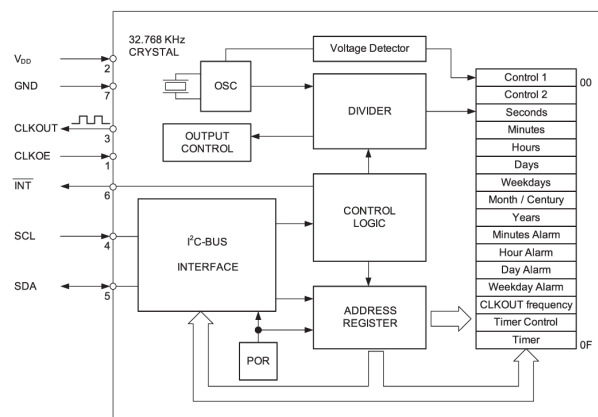 32.768 KHz
CRYSTAL
Voltage Detector
V_DD
2
GND
7
CLKOUT
3
CLKOE
1
INT
6
SCL
4
SDA
5
OSC
DIVIDER
OUTPUT
CONTROL
CONTROL
LOGIC
I²C-BUS
INTERFACE
ADDRESS
REGISTER
POR
Control 1
00
Control 2
Seconds
Minutes
Hours
Days
Weekdays
Month / Century
Years
Minutes Alarm
Hour Alarm
Day Alarm
Weekday Alarm
CLKOUT frequency
Timer Control
Timer
0F